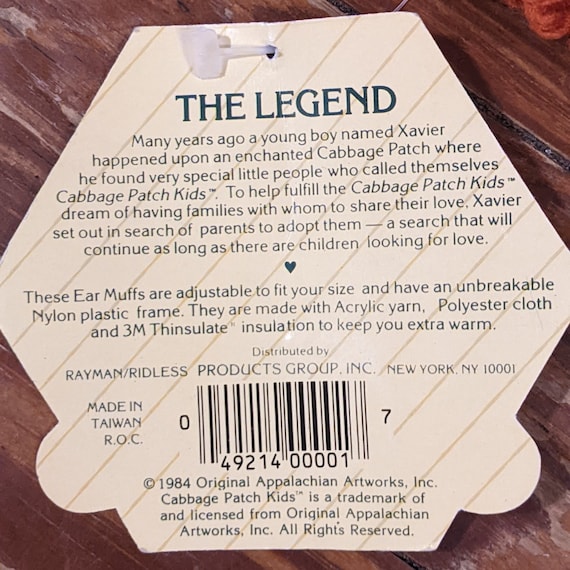 THE LEGEND
Many years ago a young boy named Xavier
happened upon an enchanted Cabbage Patch where
he found very special little people who called themselves
Cabbage Patch Kids™. To help fulfill the Cabbage Patch Kids™
dream of having families with whom to share their love, Xavier
set out in search of parents to adopt them — a search that will
continue as long as there are children looking for love.
♥
These Ear Muffs are adjustable to fit your size and have an unbreakable
Nylon plastic frame. They are made with Acrylic yarn, Polyester cloth
and 3M Thinsulate™ insulation to keep you extra warm.
Distributed by
RAYMAN/RIDLESS PRODUCTS GROUP, INC. NEW YORK, NY 10001
MADE IN
TAIWAN
R.O.C.
0 49214 00001 7
©1984 Original Appalachian Artworks, Inc.
Cabbage Patch Kids™ is a trademark of
and licensed from Original Appalachian
Artworks, Inc. All Rights Reserved.